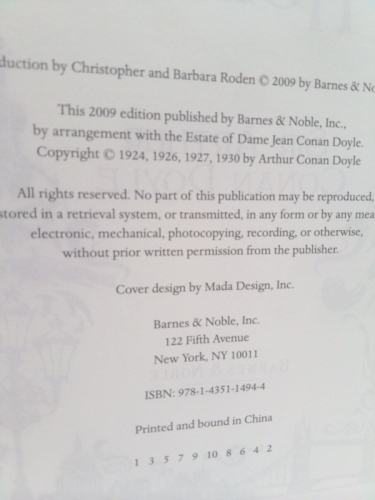 duction by Christopher and Barbara Roden © 2009 by Barnes & No
This 2009 edition published by Barnes & Noble, Inc.,
by arrangement with the Estate of Dame Jean Conan Doyle.
Copyright © 1924, 1926, 1927, 1930 by Arthur Conan Doyle
All rights reserved. No part of this publication may be reproduced,
stored in a retrieval system, or transmitted, in any form or by any mea
electronic, mechanical, photocopying, recording, or otherwise,
without prior written permission from the publisher.
Cover design by Mada Design, Inc.
Barnes & Noble, Inc.
122 Fifth Avenue
New York, NY 10011
ISBN: 978-1-4351-1494-4
Printed and bound in China
1 3 5 7 9 10 8 6 4 2